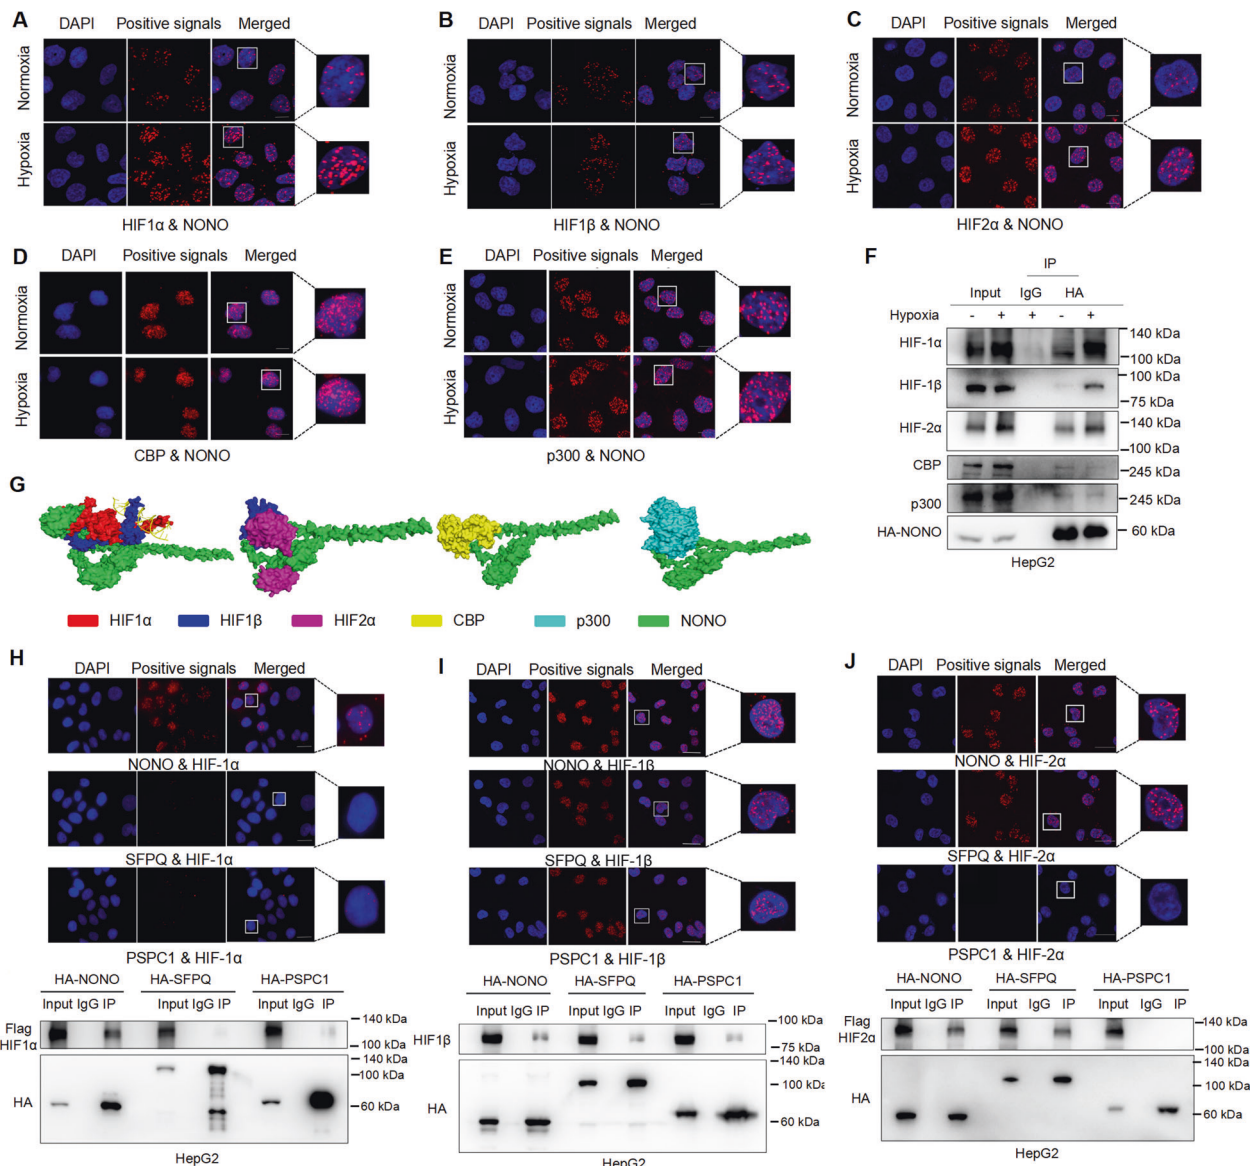 A
DAPI Positive signals Merged
Normoxia
Hypoxia
HIF1α & NONO
B
DAPI Positive signals Merged
Normoxia
Hypoxia
HIF1β & NONO
C
DAPI Positive signals Merged
Normoxia
Hypoxia
HIF2α & NONO
D
DAPI Positive signals Merged
Normoxia
Hypoxia
CBP & NONO
E
DAPI Positive signals Merged
Normoxia
Hypoxia
p300 & NONO
F
IP
Input IgG HA
Hypoxia - + + - +
HIF-1α 140 kDa
100 kDa
HIF-1β 100 kDa
75 kDa
HIF-2α 140 kDa
100 kDa
CBP 245 kDa
p300 245 kDa
HA-NONO 60 kDa
HepG2
G
HIF1α HIF1β HIF2α CBP p300 NONO
H
DAPI Positive signals Merged
NONO & HIF-1α
SFPQ & HIF-1α
PSPC1 & HIF-1α
HA-NONO HA-SFPQ HA-PSPC1
Input IgG IP Input IgG IP Input IgG IP
Flag
HIF1α
140 kDa
100 kDa
HA
140 kDa
100 kDa
60 kDa
HepG2
I
DAPI Positive signals Merged
NONO & HIF-1β
SFPQ & HIF-1β
PSPC1 & HIF-1β
HA-NONO HA-SFPQ HA-PSPC1
Input IgG IP Input IgG IP Input IgG IP
HIF1β
100 kDa
75 kDa
HA
140 kDa
100 kDa
60 kDa
HepG2
J
DAPI Positive signals Merged
NONO & HIF-2α
SFPQ & HIF-2α
PSPC1 & HIF-2α
HA-NONO HA-SFPQ HA-PSPC1
Input IgG IP Input IgG IP Input IgG IP
Flag
HIF2α
140 kDa
100 kDa
HA
140 kDa
100 kDa
60 kDa
HepG2